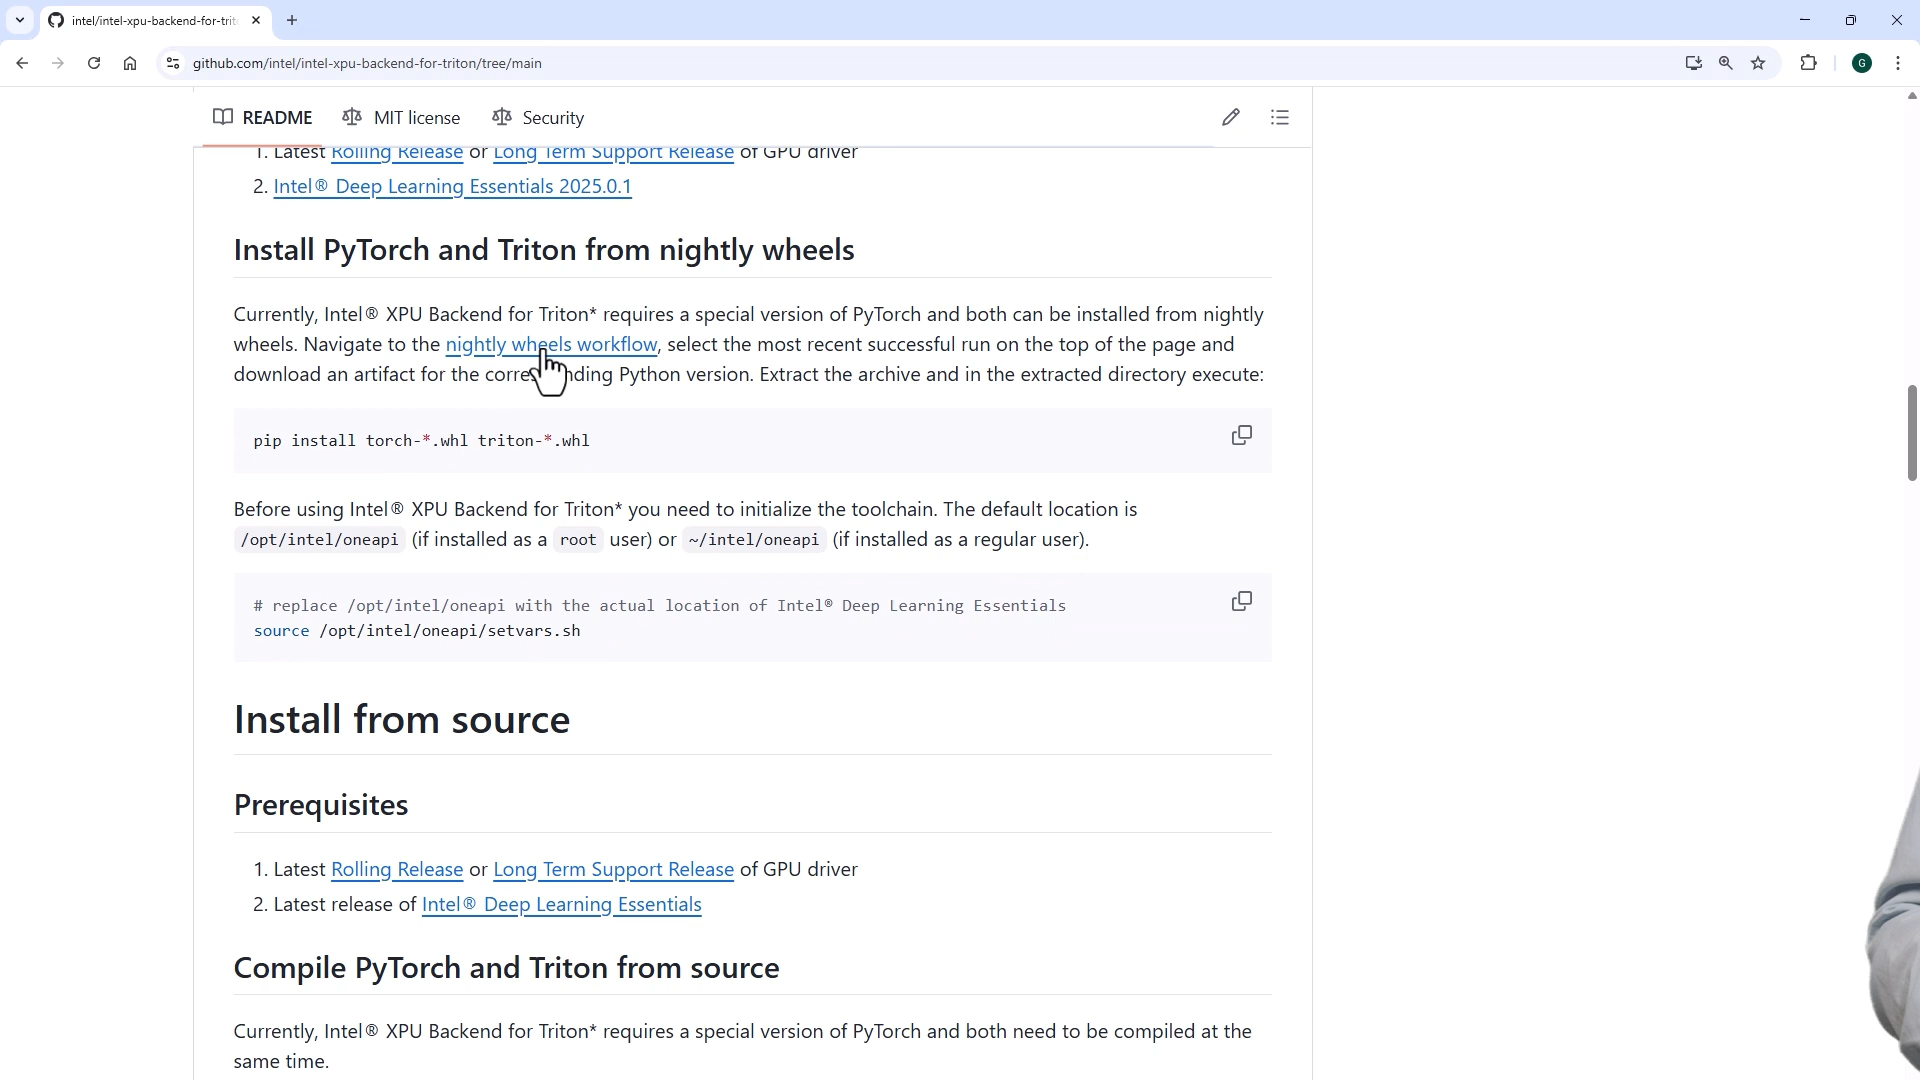 intel/intel-xpu-backend-for-trit
github.com/intel/intel-xpu-backend-for-triton/tree/main
G
README
MIT license
Security
1. Latest Rolling Release or Long Term Support Release of GPU driver
2. Intel® Deep Learning Essentials 2025.0.1
Install PyTorch and Triton from nightly wheels
Currently, Intel® XPU Backend for Triton* requires a special version of PyTorch and both can be installed from nightly
wheels. Navigate to the nightly wheels workflow, select the most recent successful run on the top of the page and
download an artifact for the corresponding Python version. Extract the archive and in the extracted directory execute:
pip install torch-*.whl triton-*.whl
Before using Intel® XPU Backend for Triton* you need to initialize the toolchain. The default location is
/opt/intel/oneapi (if installed as a root user) or ~/intel/oneapi (if installed as a regular user).
# replace /opt/intel/oneapi with the actual location of Intel® Deep Learning Essentials
source /opt/intel/oneapi/setvars.sh
Install from source
Prerequisites
1. Latest Rolling Release or Long Term Support Release of GPU driver
2. Latest release of Intel® Deep Learning Essentials
Compile PyTorch and Triton from source
Currently, Intel® XPU Backend for Triton* requires a special version of PyTorch and both need to be compiled at the
same time.